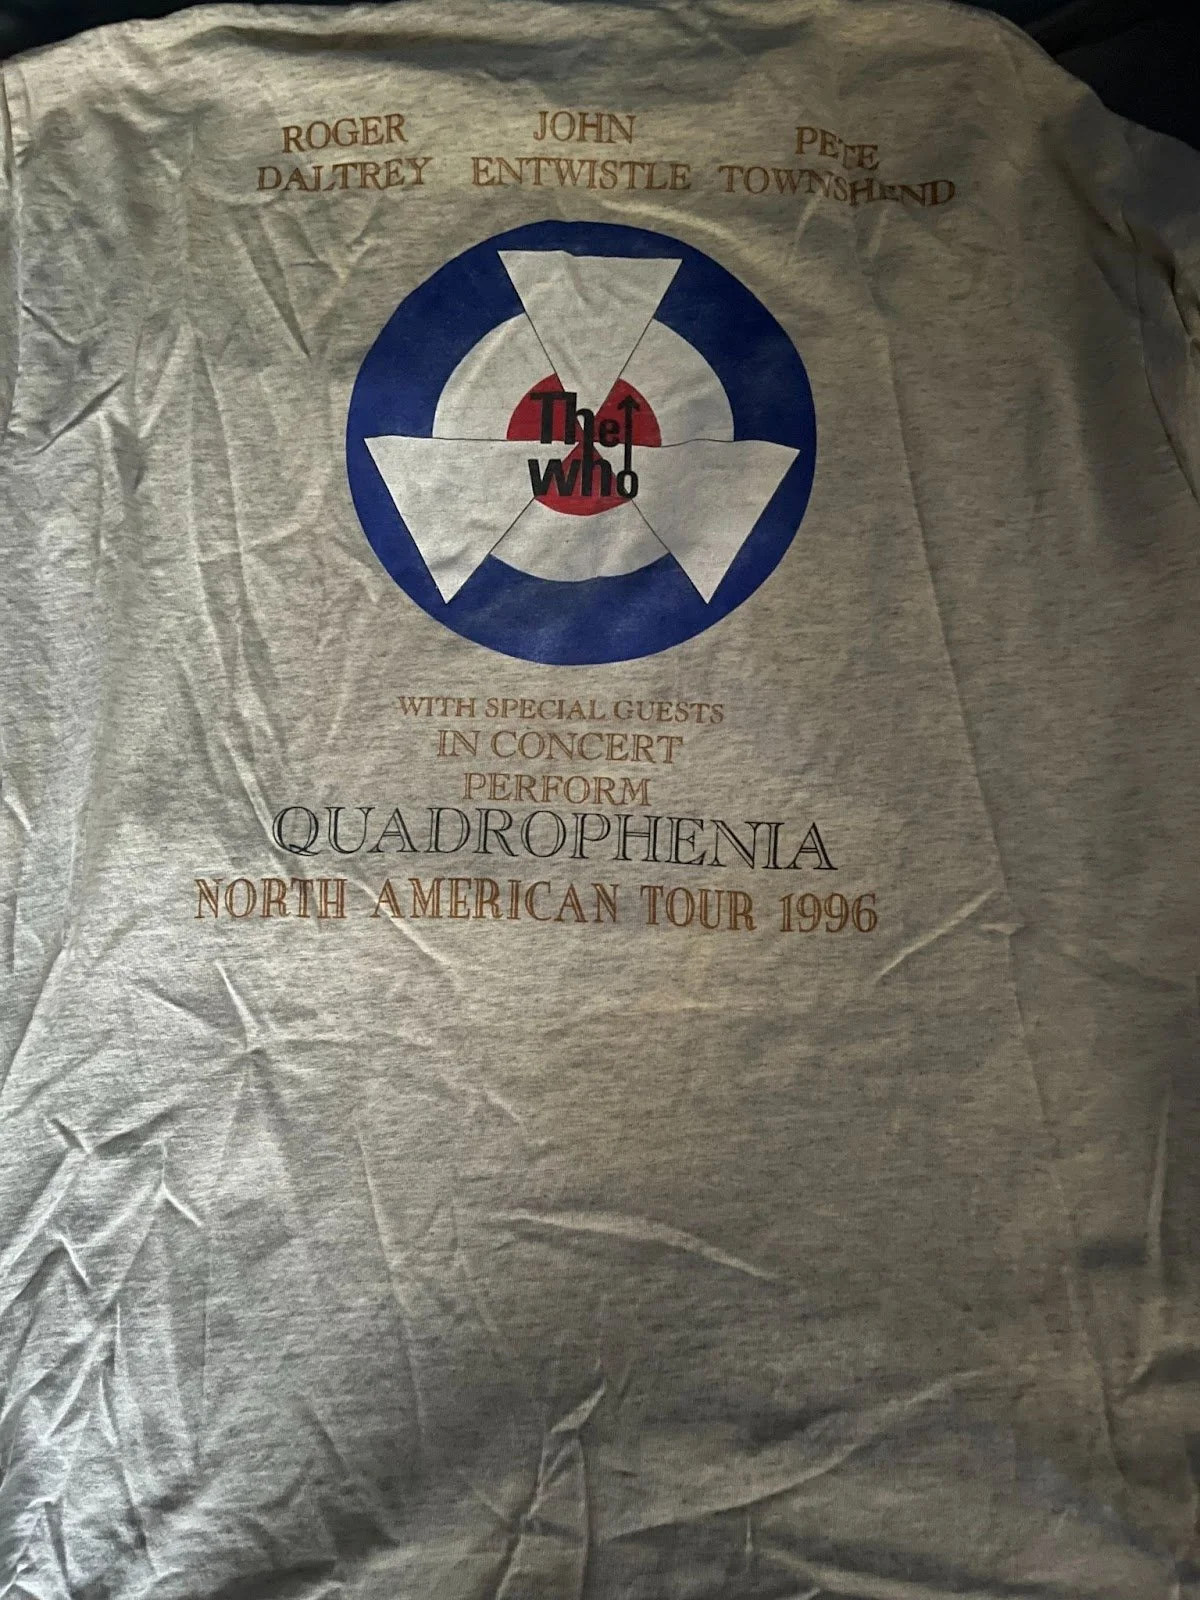 ROGER JOHN PETE
DALTREY ENTWISTLE TOWNSHEND
The
who
WITH SPECIAL GUESTS
IN CONCERT
PERFORM
QUADROPHENIA
NORTH AMERICAN TOUR 1996